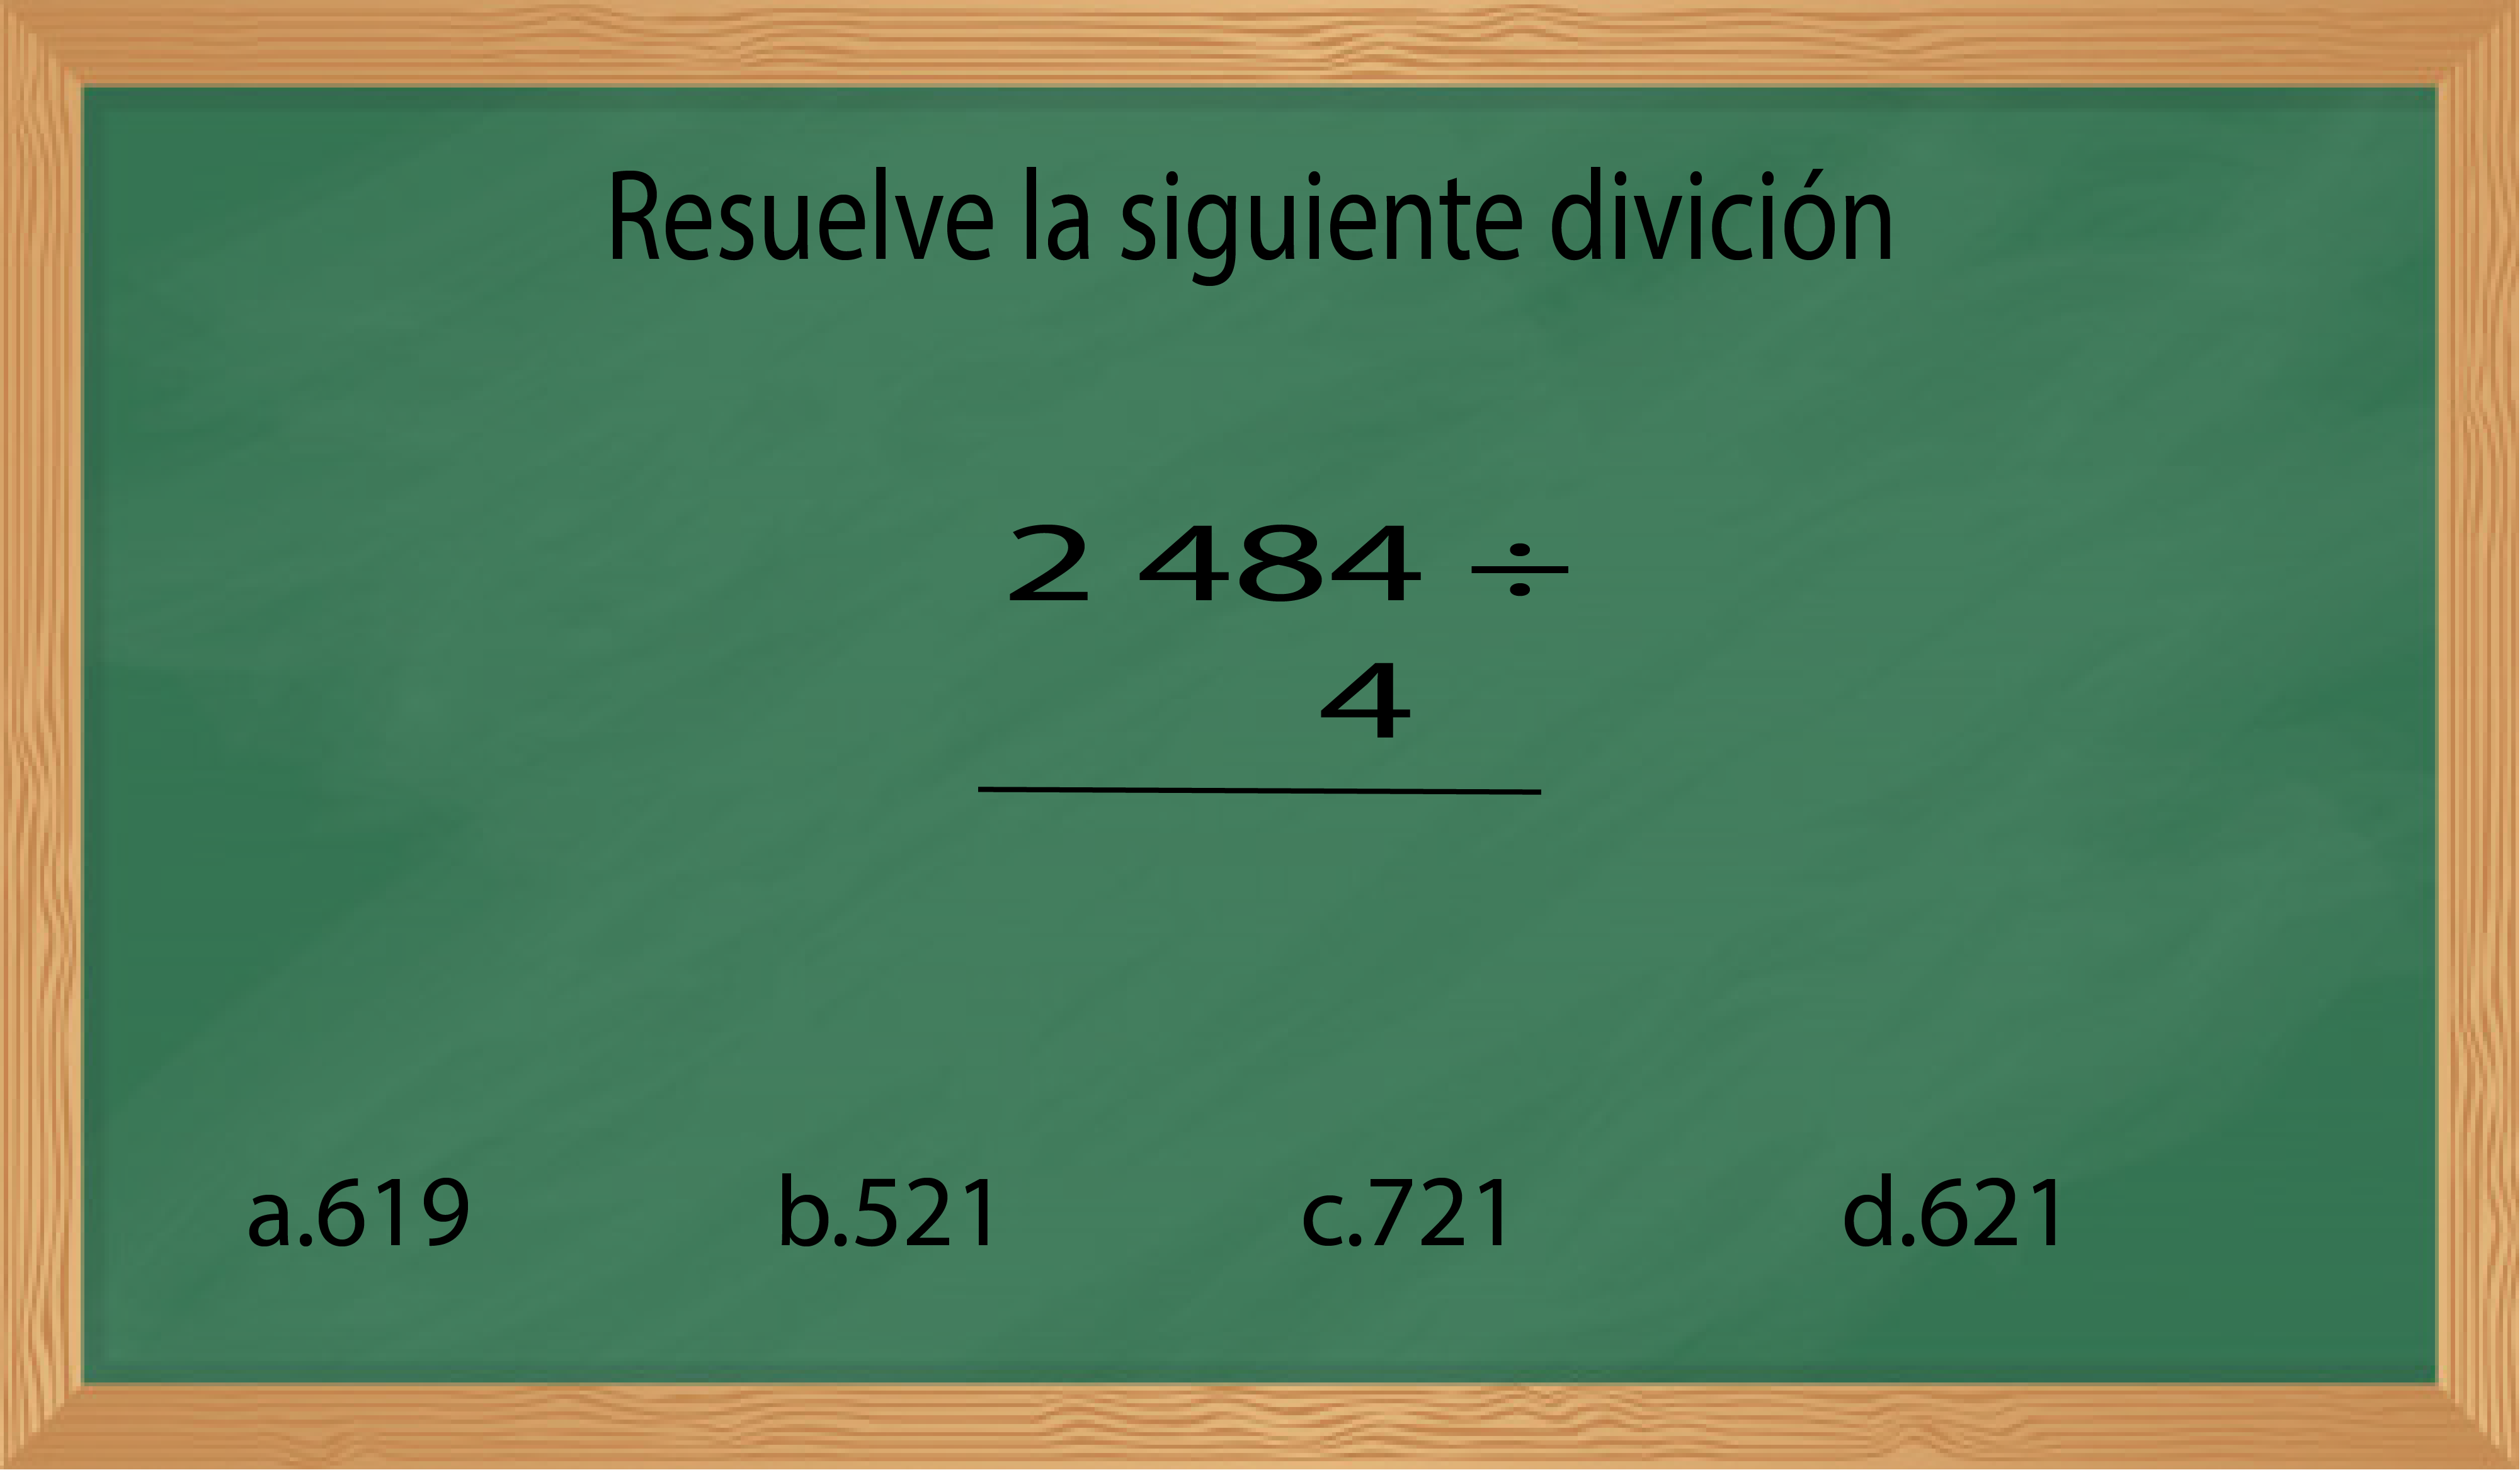 Resuelve la siguiente divición
2 484 ÷
4
a.619 b.521 c.721 d.621